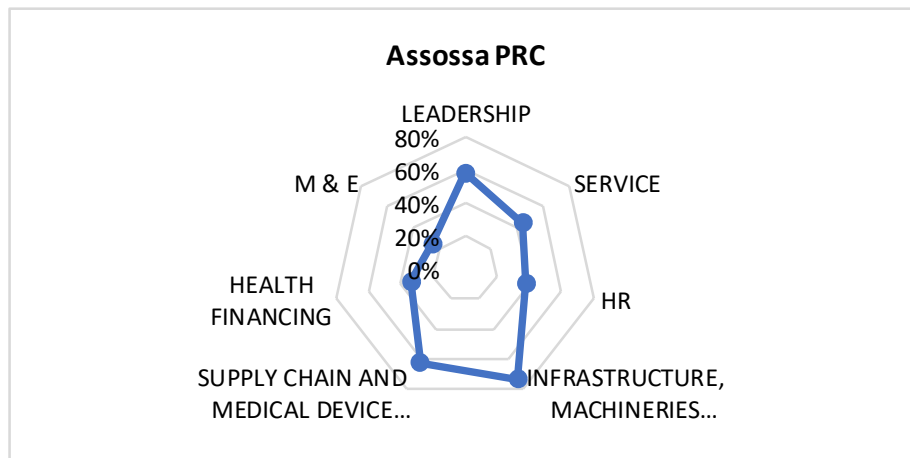 Assossa PRC
LEADERSHIP
80%
60%
40%
20%
0%
SERVICE
HR
INFRASTRUCTURE,
MACHINERIES...
SUPPLY CHAIN AND
MEDICAL DEVICE...
HEALTH
FINANCING
M & E